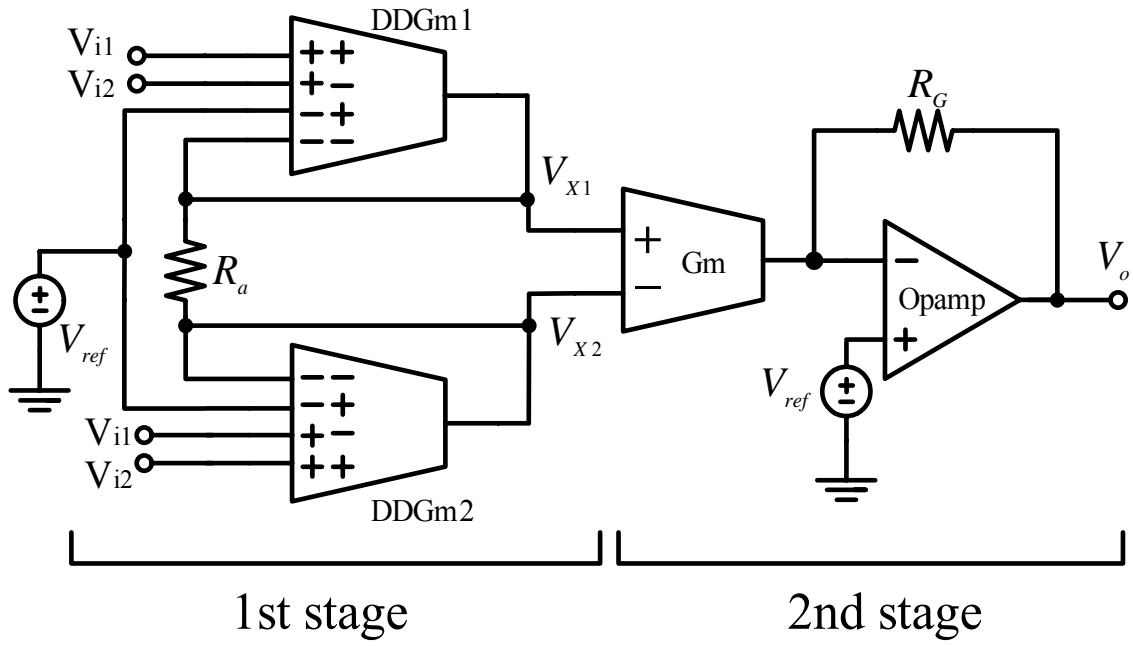 DDGm1
Vi1
Vi2
+ +
+ −
− +
− −
V_X1
R_G
R_a
+
−
Gm
−
+
Opamp
V_o
+
−
V_ref
V_X2
+
−
V_ref
− −
− +
+ −
+ +
Vi1
Vi2
DDGm2
1st stage
2nd stage